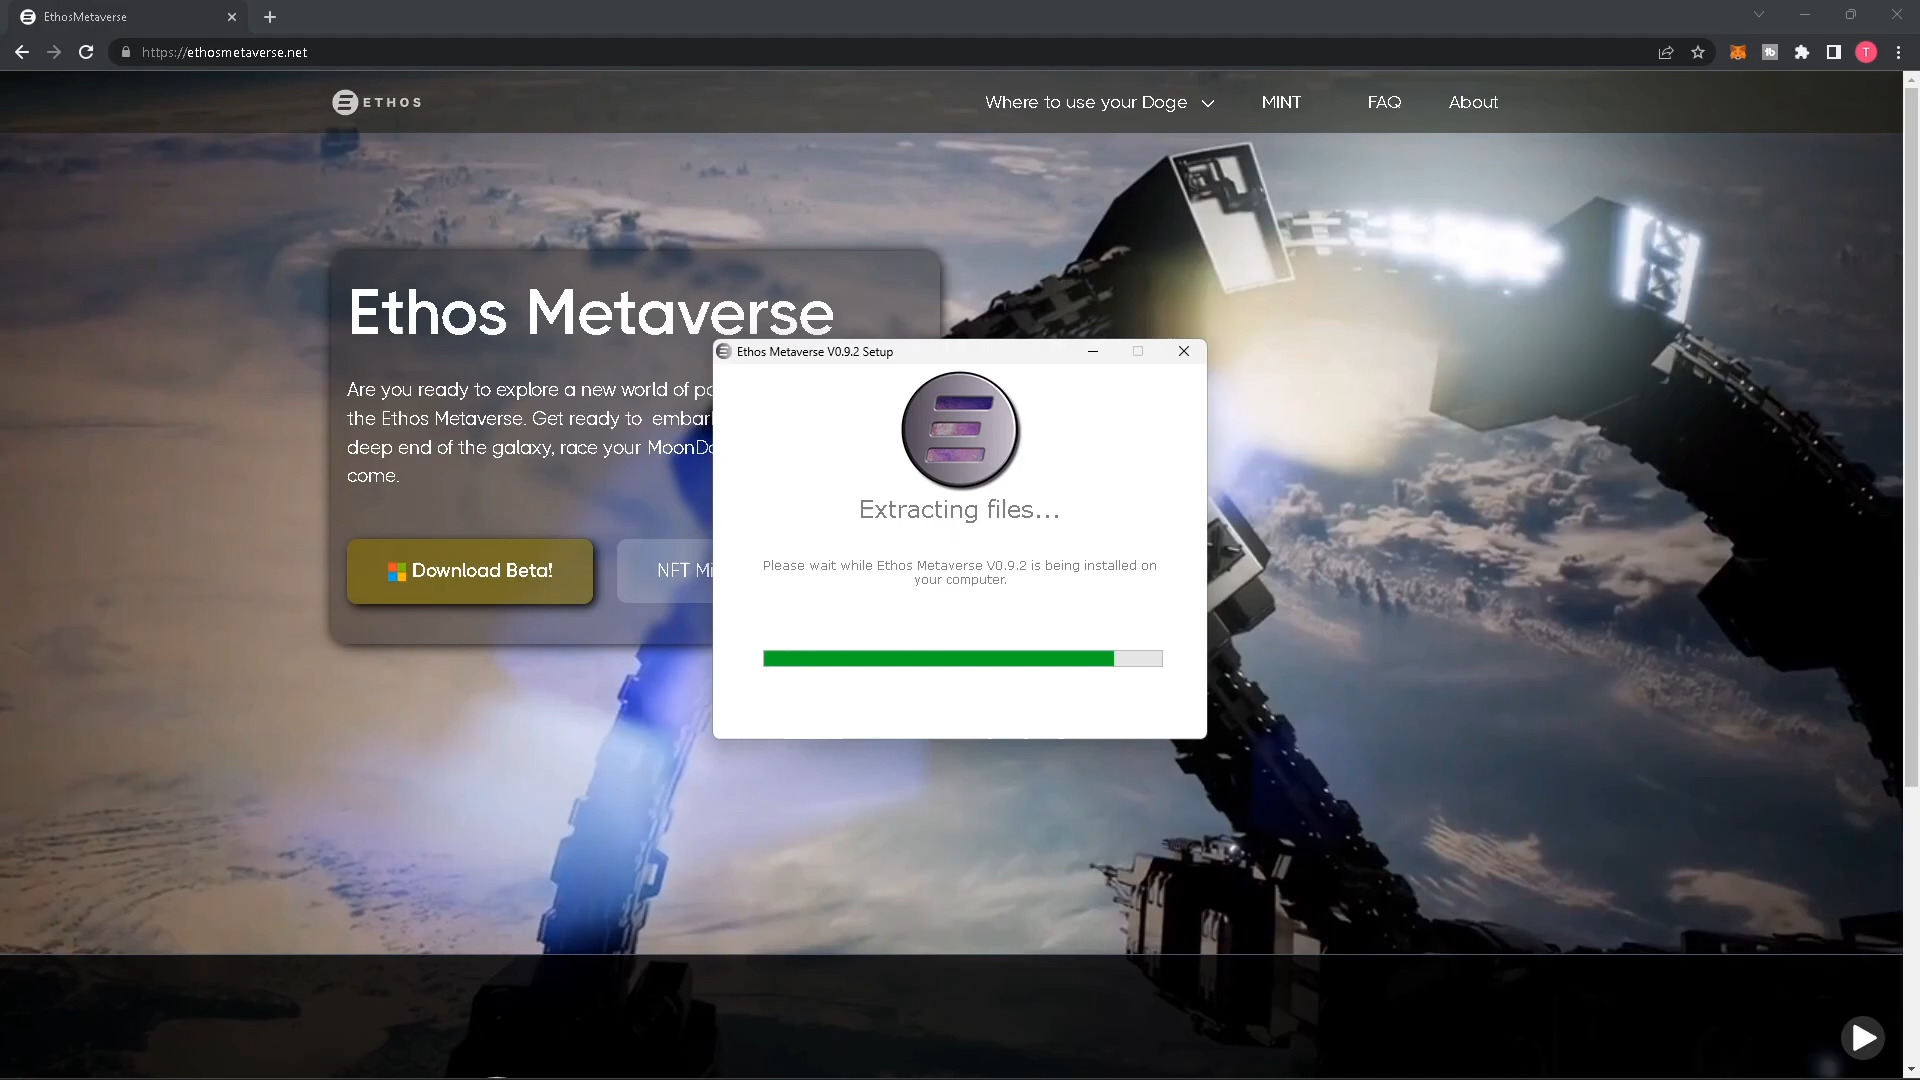 EthosMetaverse
https://ethosmetaverse.net
T
ETHOS
Where to use your Doge
MINT
FAQ
About
Ethos Metaverse
Are you ready to explore a new world of
the Ethos Metaverse. Get ready to
deep end of the galaxy, race your
come.
Download Beta!
NFT
Ethos Metaverse V0.9.2 Setup
Extracting files...
Please wait while Ethos Metaverse V0.9.2 is being installed on
your computer.